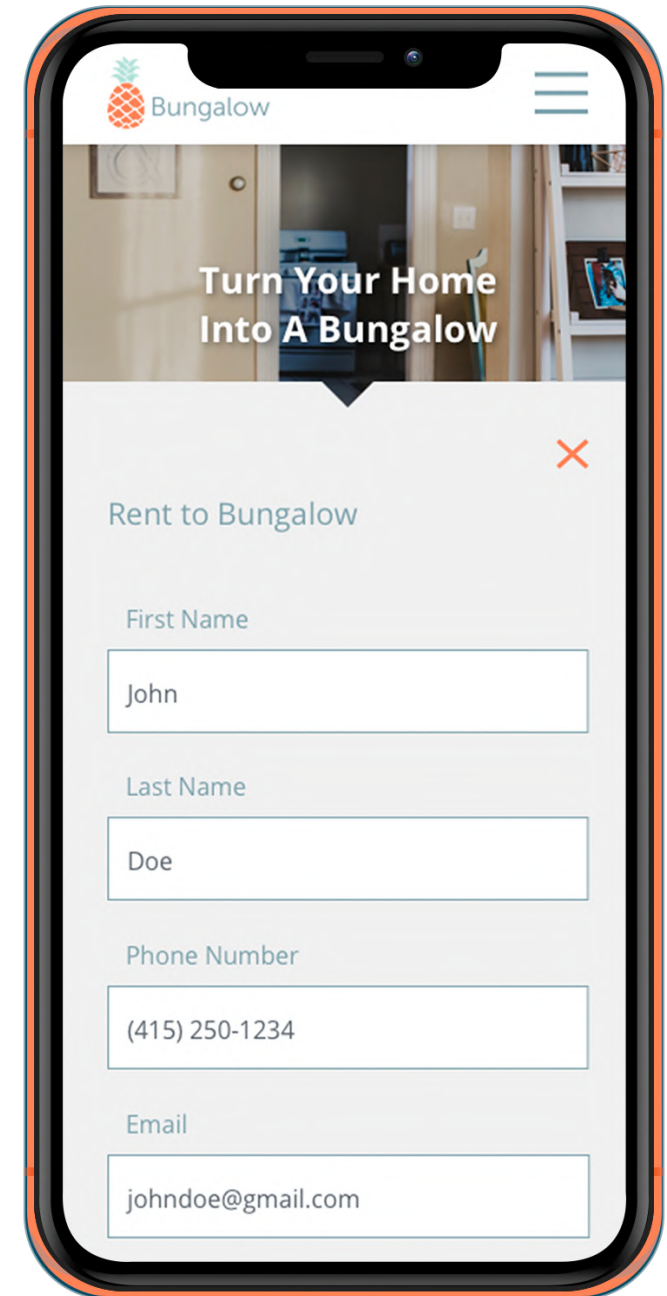 Bungalow
Turn Your Home
Into A Bungalow
Rent to Bungalow
First Name
John
Last Name
Doe
Phone Number
(415) 250-1234
Email
johndoe@gmail.com